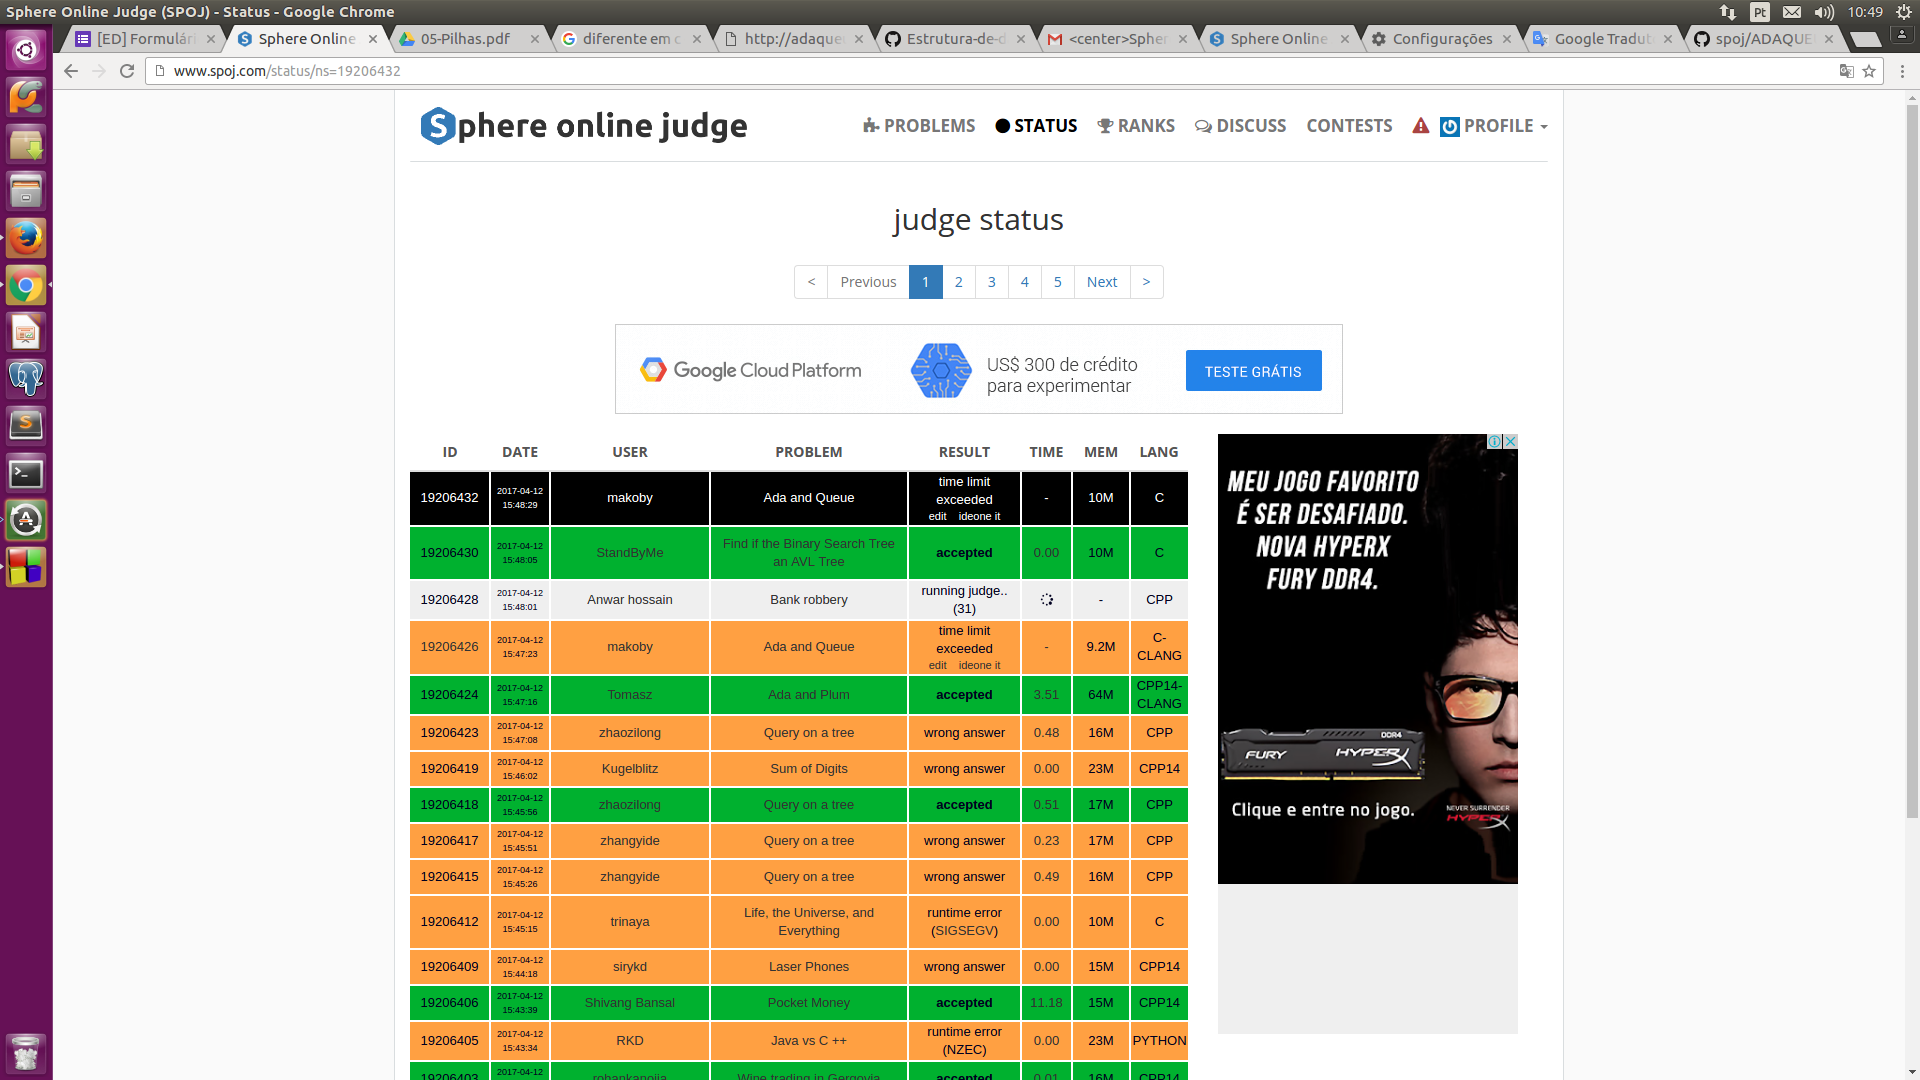 Sphere Online Judge (SPOJ) - Status - Google Chrome
Pt
10:49
[ED] Formulári
Sphere Online
05-Pilhas.pdf
diferente em c
http://adaque
Estrutura-de-d
<center>Spher
Sphere Online
Configurações
Google Tradut
spoj/ADAQUE
www.spoj.com/status/ns=19206432
Sphere online judge
PROBLEMS STATUS RANKS DISCUSS CONTESTS PROFILE
judge status
< Previous 1 2 3 4 5 Next >
Google Cloud Platform
US$ 300 de crédito
para experimentar
TESTE GRÁTIS
ID DATE USER PROBLEM RESULT TIME MEM LANG
19206432 2017-04-12 15:48:29 makoby Ada and Queue time limit exceeded edit ideone it - 10M C
19206430 2017-04-12 15:48:05 StandByMe Find if the Binary Search Tree an AVL Tree accepted 0.00 10M C
19206428 2017-04-12 15:48:01 Anwar hossain Bank robbery running judge.. (31) - CPP
19206426 2017-04-12 15:47:23 makoby Ada and Queue time limit exceeded edit ideone it - 9.2M C-CLANG
19206424 2017-04-12 15:47:16 Tomasz Ada and Plum accepted 3.51 64M CPP14-CLANG
19206423 2017-04-12 15:47:08 zhaozilong Query on a tree wrong answer 0.48 16M CPP
19206419 2017-04-12 15:46:02 Kugelblitz Sum of Digits wrong answer 0.00 23M CPP14
19206418 2017-04-12 15:45:56 zhaozilong Query on a tree accepted 0.51 17M CPP
19206417 2017-04-12 15:45:51 zhangyide Query on a tree wrong answer 0.23 17M CPP
19206415 2017-04-12 15:45:26 zhangyide Query on a tree wrong answer 0.49 16M CPP
19206412 2017-04-12 15:45:15 trinaya Life, the Universe, and Everything runtime error (SIGSEGV) 0.00 10M C
19206409 2017-04-12 15:44:18 sirykd Laser Phones wrong answer 0.00 15M CPP14
19206406 2017-04-12 15:43:39 Shivang Bansal Pocket Money accepted 11.18 15M CPP14
19206405 2017-04-12 15:43:34 RKD Java vs C ++ runtime error (NZEC) 0.00 23M PYTHON
19206403 2017-04-12 rohankanojia Wine trading in Gergovia accepted 0.01 16M CPP14
MEU JOGO FAVORITO
É SER DESAFIADO.
NOVA HYPERX
FURY DDR4.
DDR4
FURY HYPERX
Clique e entre no jogo.
NEVER SURRENDER
HYPERX